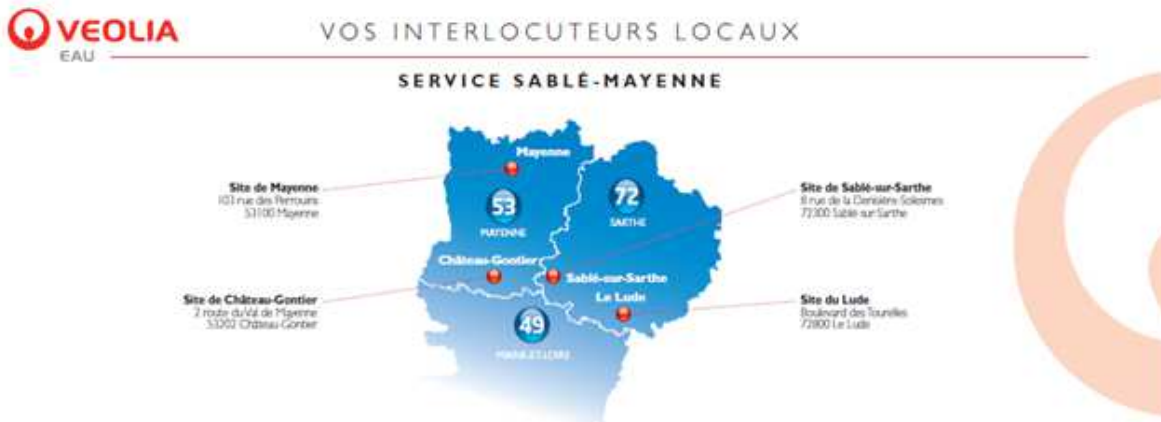 VEOLIA
EAU
VOS INTERLOCUTEURS LOCAUX
SERVICE SABLÉ-MAYENNE
Mayenne
Site de Mayenne
103 rue des Perrouins
53100 Mayenne
53
MAYENNE
72
SARTHE
Site de Sablé-sur-Sarthe
8 rue de la Solesmes
72300 Sablé sur Sarthe
Château-Gontier
Sablé-sur-Sarthe
Le Lude
Site de Château-Gontier
2 route du Val de Mayenne
53202 Château Gontier
Site du Lude
Boulevard des Tourelles
72800 Le Lude
49
MAINE-ET-LOIRE